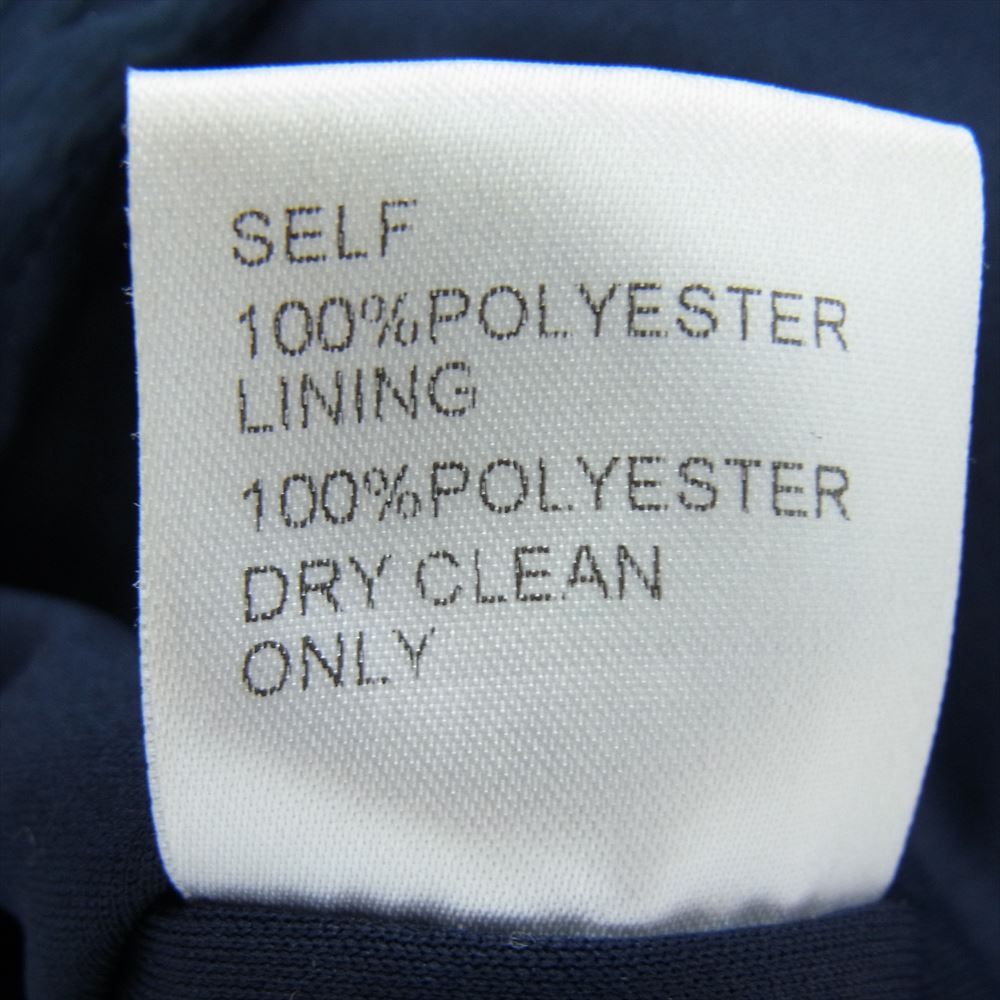 SELF
100%POLYESTER
LINING
100%POLYESTER
DRY CLEAN
ONLY